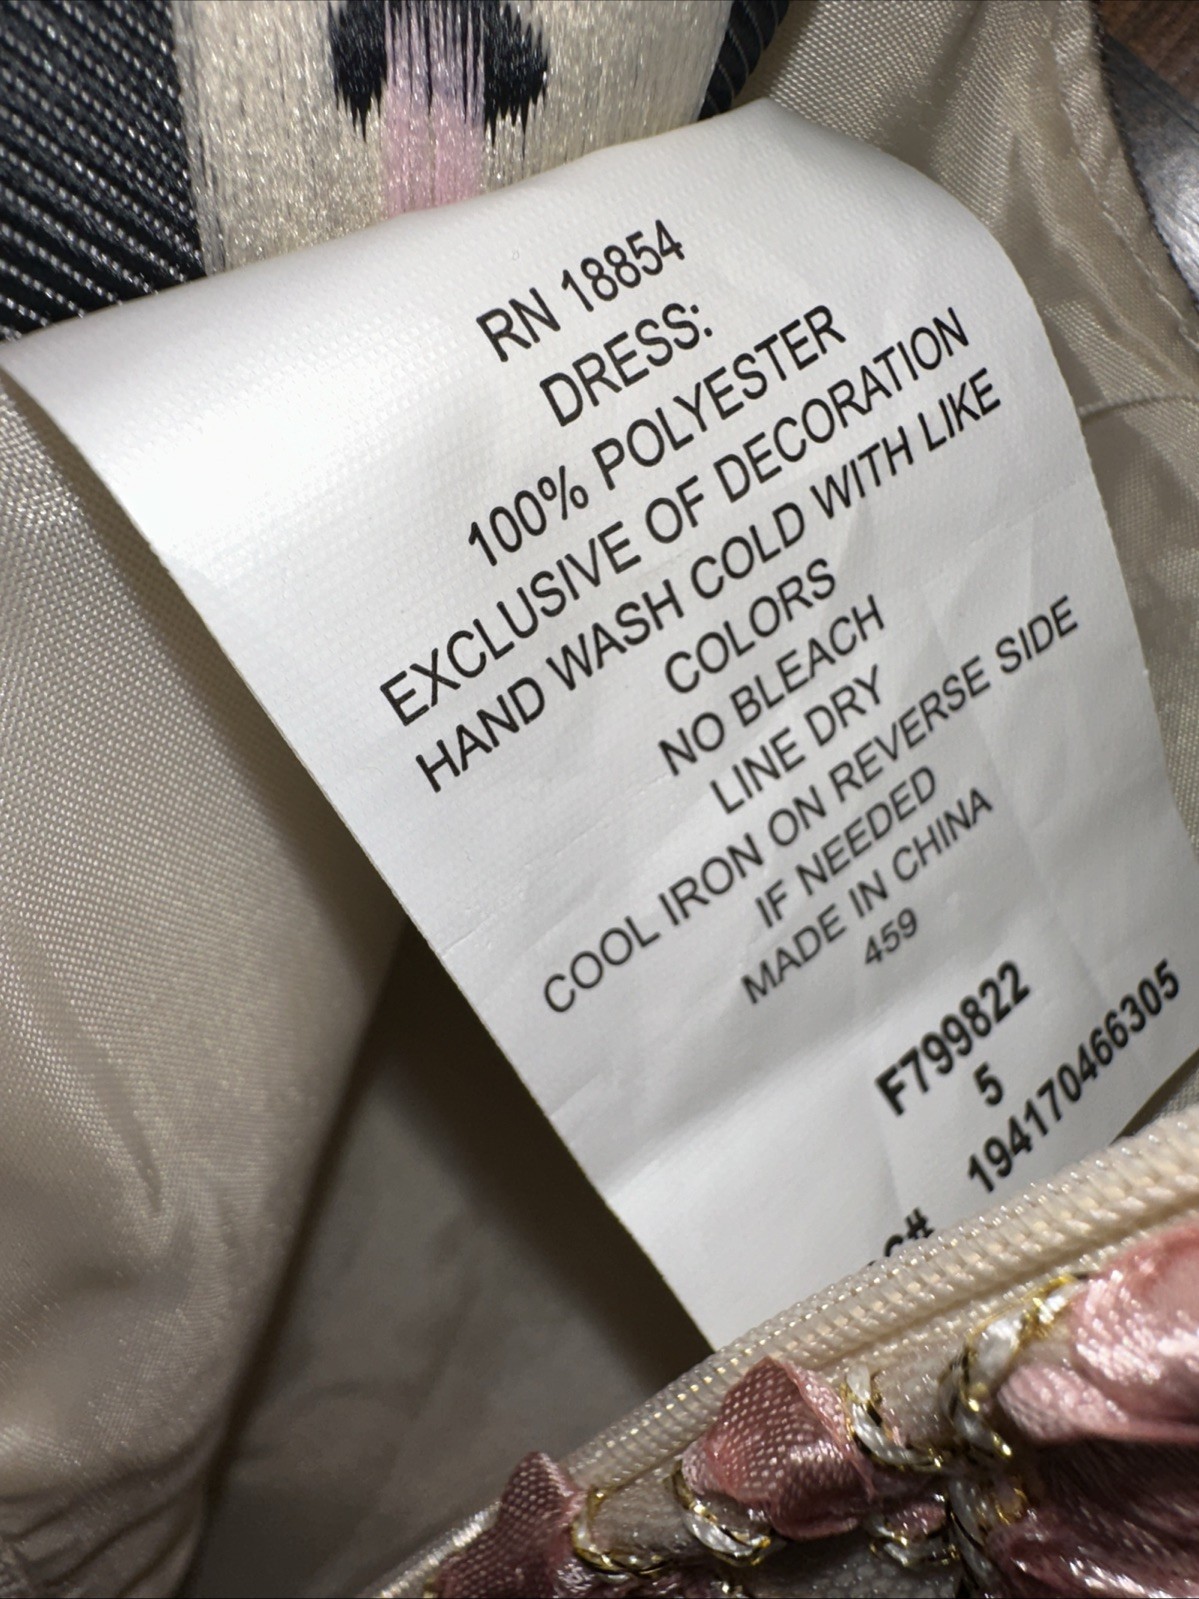 RN 18854
DRESS:
100% POLYESTER
EXCLUSIVE OF DECORATION
HAND WASH COLD WITH LIKE
COLORS
NO BLEACH
LINE DRY
COOL IRON ON REVERSE SIDE
IF NEEDED
MADE IN CHINA
459
F799822
5
194170466305